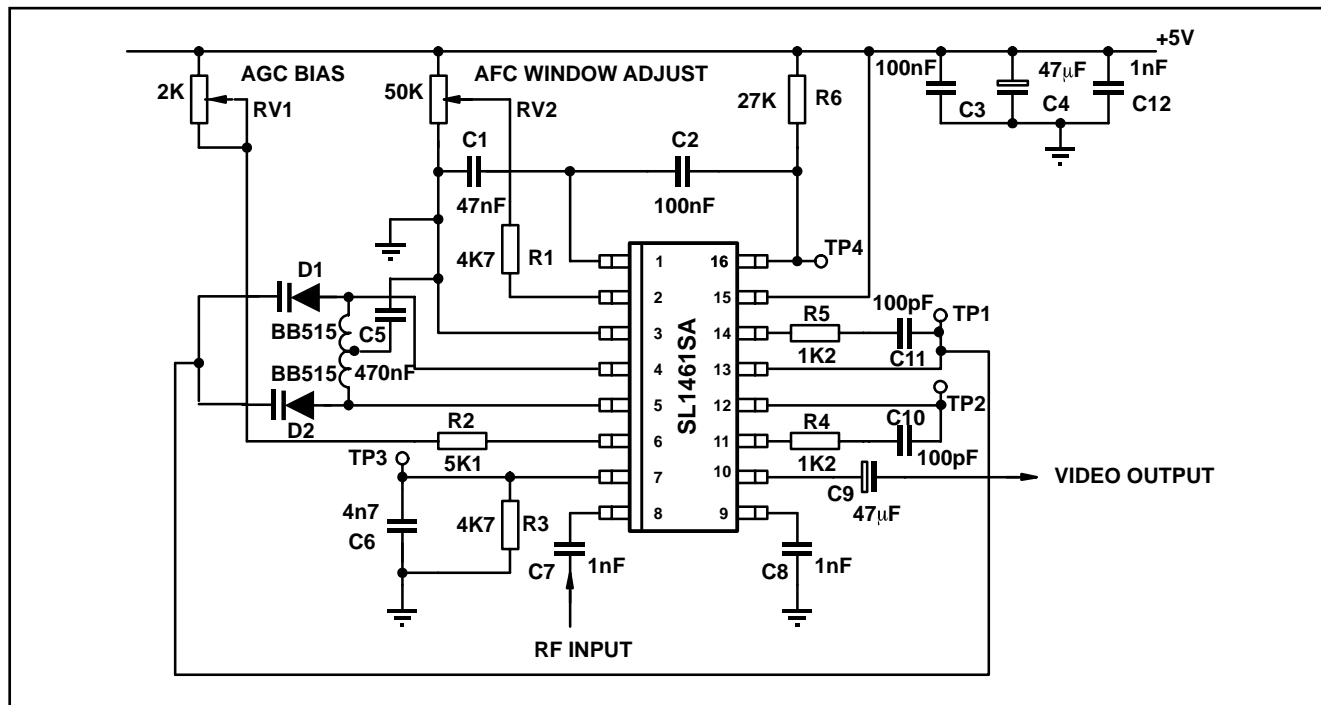 +5V
AGC BIAS
AFC WINDOW ADJUST
100nF
47μF
1nF
2K
RV1
50K
RV2
27K
R6
C3
C4
C12
C1
C2
47nF
100nF
4K7
R1
TP4
D1
BB515
C5
470nF
BB515
D2
1
2
3
4
5
6
7
8
SL1461SA
16
15
14
13
12
11
10
9
100pF
TP1
R5
1K2
C11
TP2
C10
R4
1K2
100pF
R2
5K1
TP3
4n7
C6
4K7
R3
C9
47μF
VIDEO OUTPUT
C7
1nF
C8
1nF
RF INPUT